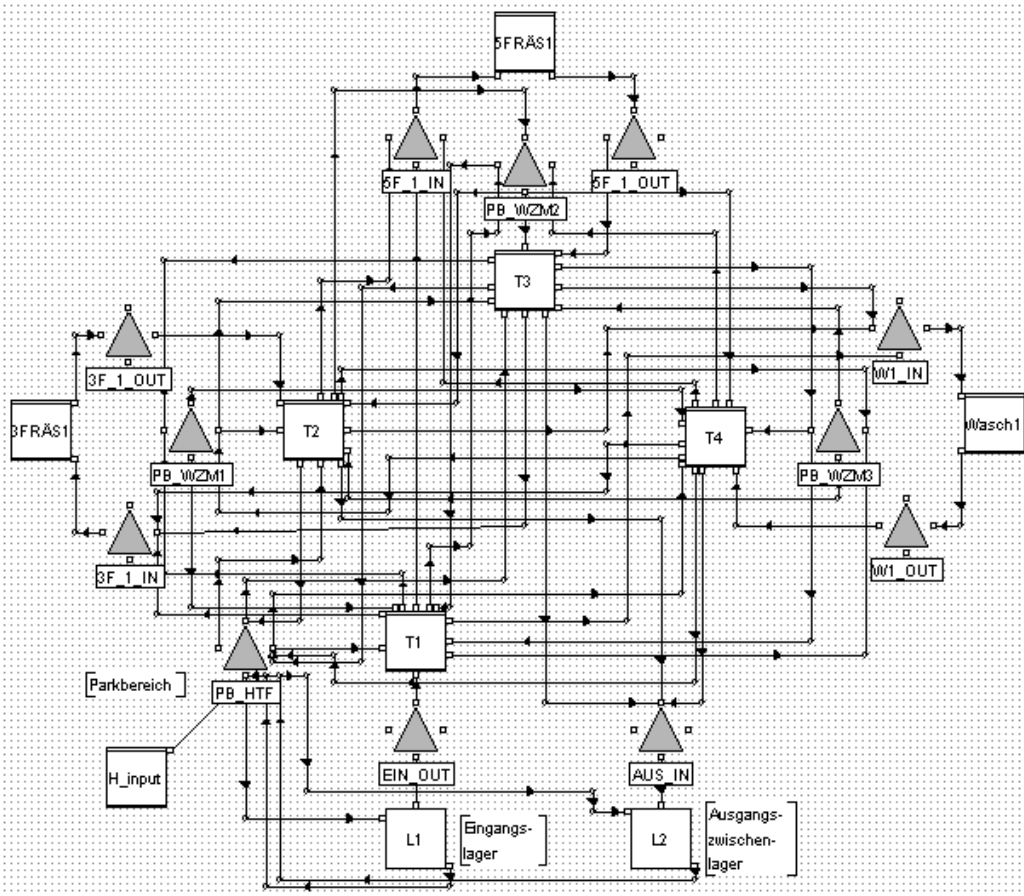 5FRÄS1
5F_1_IN
5F_1_OUT
PB_WZM2
T3
3F_1_OUT
W1_IN
3FRÄS1
T2
T4
Wasch1
PB_WZM1
PB_WZM3
3F_1_IN
W1_OUT
T1
Parkbereich
PB_HTF
H_input
EIN_OUT
AUS_IN
L1
Eingangs-
lager
L2
Ausgangs-
zwischen-
lager